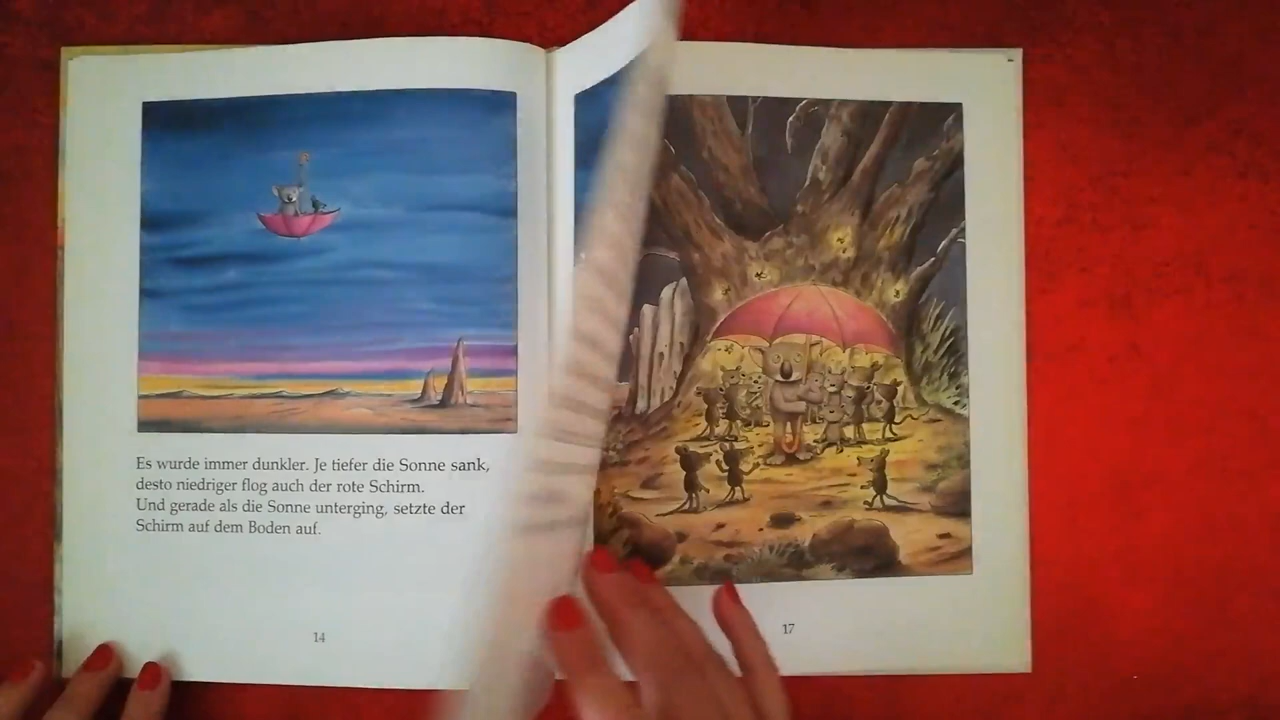 Es wurde immer dunkler. Je tiefer die Sonne sank,
desto niedriger flog auch der rote Schirm.
Und gerade als die Sonne unterging, setzte der
Schirm auf dem Boden auf.
14
17